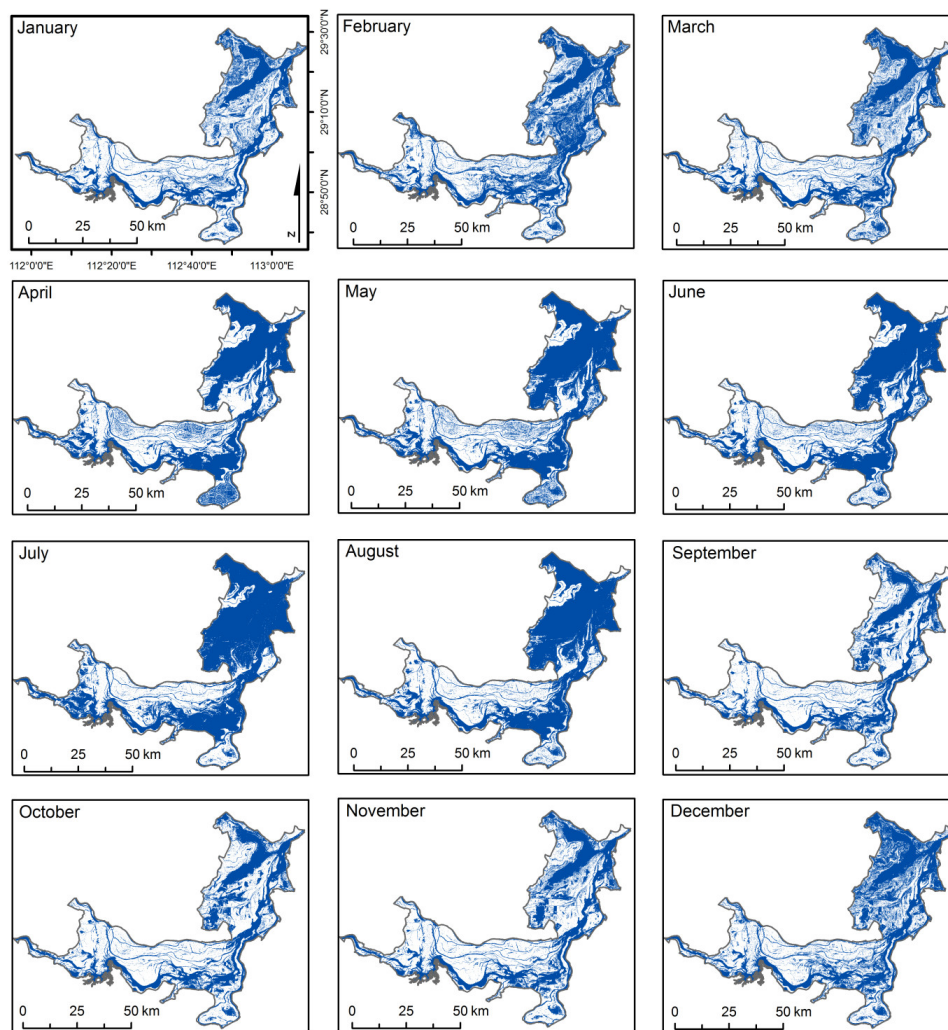 January
February
March
29°30'0"N
29°10'0"N
28°50'0"N
N
0 25 50 km
0 25 50 km
0 25 50 km
112°0'0"E 112°20'0"E 112°40'0"E 113°0'0"E
April
May
June
0 25 50 km
0 25 50 km
0 25 50 km
July
August
September
0 25 50 km
0 25 50 km
0 25 50 km
October
November
December
0 25 50 km
0 25 50 km
0 25 50 km